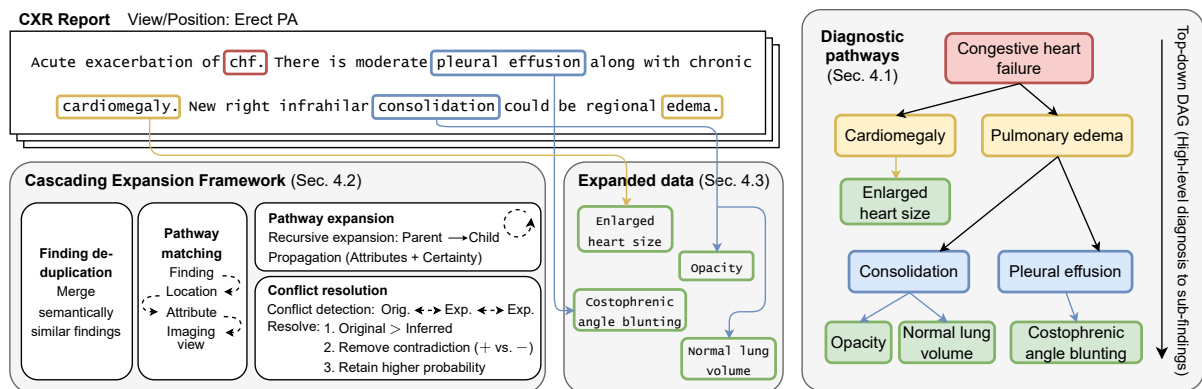 CXR Report View/Position: Erect PA
Acute exacerbation of chf. There is moderate pleural effusion along with chronic
cardiomegaly. New right infrahilar consolidation could be regional edema.
Cascading Expansion Framework (Sec. 4.2)
Finding de-
duplication
Merge
semantically
similar findings
Pathway
matching
Finding
Location
Attribute
Imaging
view
Pathway expansion
Recursive expansion: Parent → Child
Propagation (Attributes + Certainty)
Conflict resolution
Conflict detection: Orig. ↔ Exp. ↔ Exp.
Resolve: 1. Original > Inferred
2. Remove contradiction (+ vs. −)
3. Retain higher probability
Expanded data (Sec. 4.3)
Enlarged
heart size
Opacity
Costophrenic
angle blunting
Normal lung
volume
Diagnostic
pathways
(Sec. 4.1)
Congestive heart
failure
Cardiomegaly
Pulmonary edema
Enlarged
heart size
Consolidation
Pleural effusion
Opacity
Normal lung
volume
Costophrenic
angle blunting
Top-down DAG (High-level diagnosis to sub-findings)